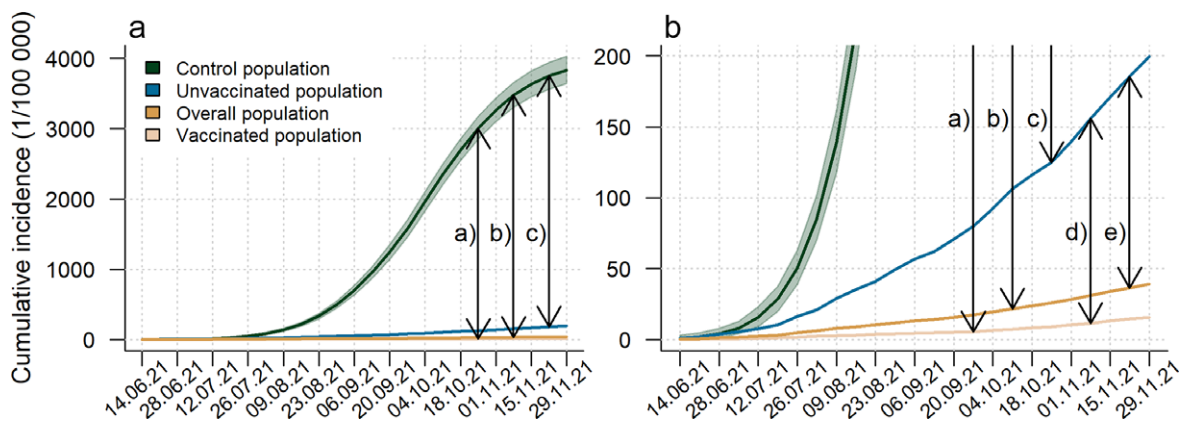 a
b
Cumulative incidence (1/100 000)
4000
3000
2000
1000
0
Control population
Unvaccinated population
Overall population
Vaccinated population
a)
b)
c)
14.06.21
28.06.21
12.07.21
26.07.21
09.08.21
23.08.21
06.09.21
20.09.21
04.10.21
18.10.21
01.11.21
15.11.21
29.11.21
200
150
100
50
0
a)
b)
c)
d)
e)
14.06.21
28.06.21
12.07.21
26.07.21
09.08.21
23.08.21
06.09.21
20.09.21
04.10.21
18.10.21
01.11.21
15.11.21
29.11.21